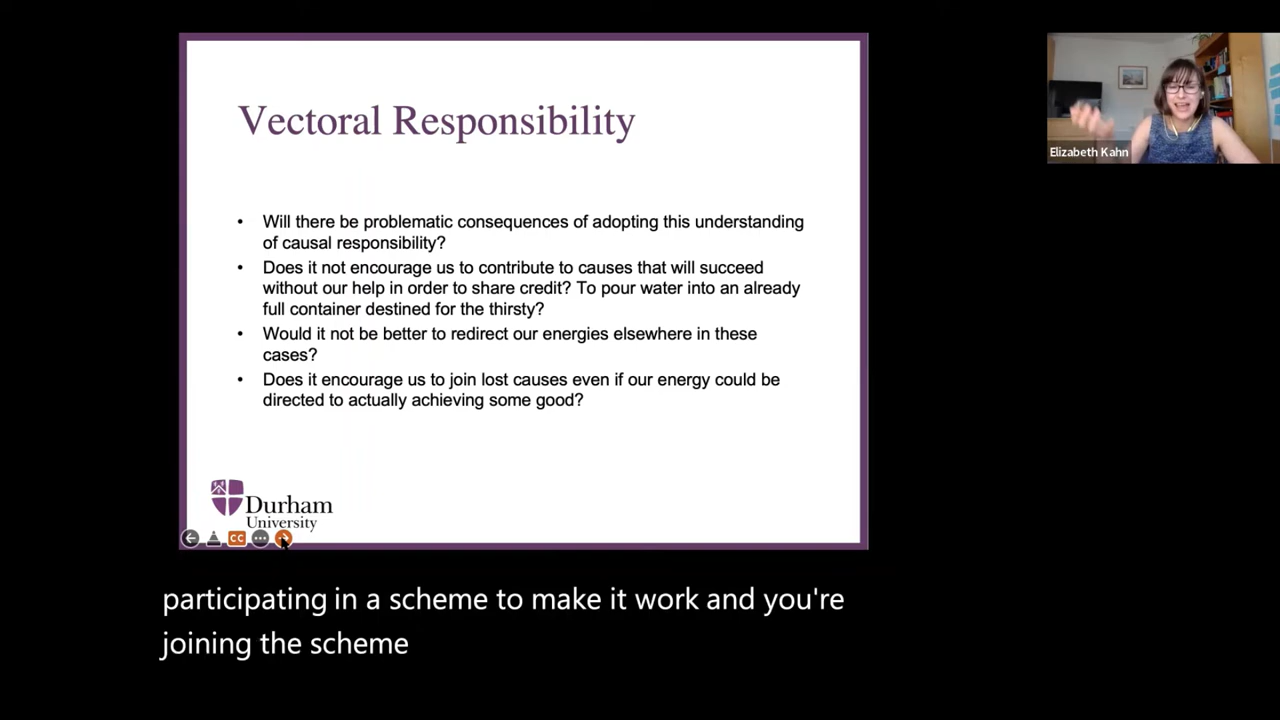 Vectoral Responsibility
Elizabeth Kahn
• Will there be problematic consequences of adopting this understanding
of causal responsibility?
• Does it not encourage us to contribute to causes that will succeed
without our help in order to share credit? To pour water into an already
full container destined for the thirsty?
• Would it not be better to redirect our energies elsewhere in these
cases?
• Does it encourage us to join lost causes even if our energy could be
directed to actually achieving some good?
Durham
University
CC
participating in a scheme to make it work and you're
joining the scheme